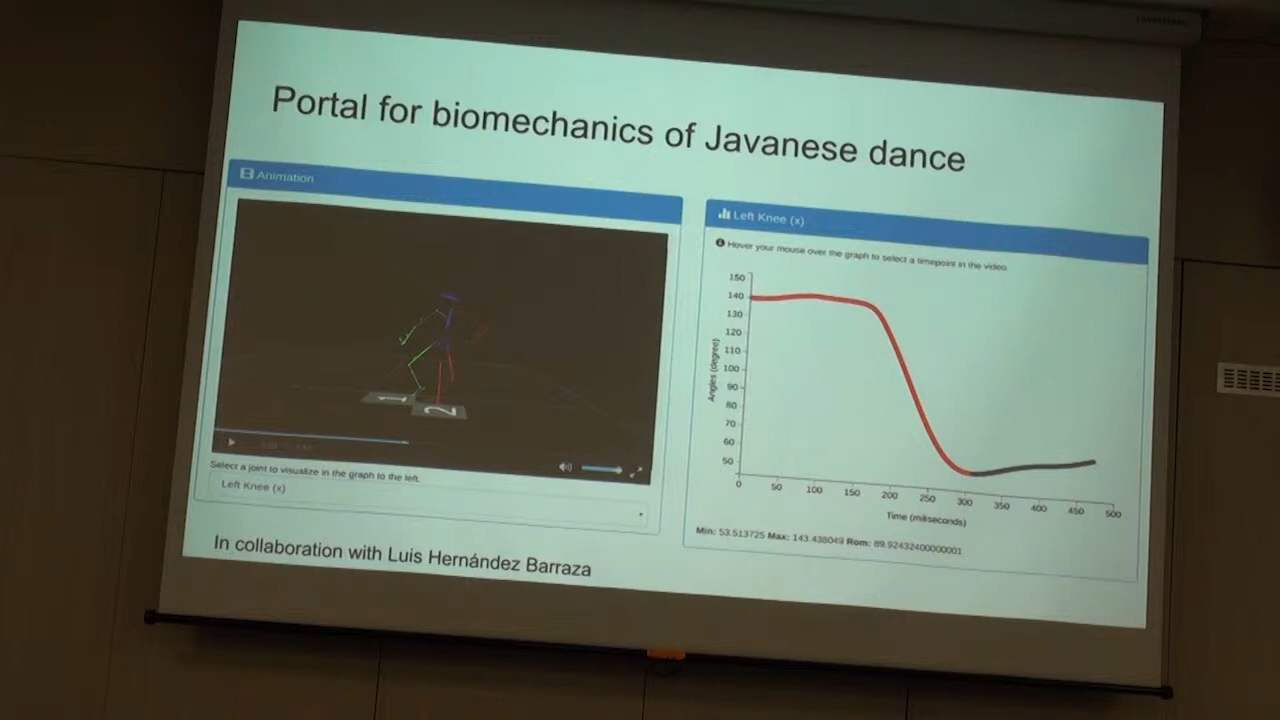 Portal for biomechanics of Javanese dance
Animation
1
2
Select a joint to visualize in the graph to the left.
Left Knee (x)
In collaboration with Luis Hernández Barraza
Left Knee (x)
Hover your mouse over the graph to select a timepoint in the video.
Angles (degree)
150
140
130
120
110
100
90
80
70
60
50
0 50 100 150 200 250 300 350 400 450 500
Time (miliseconds)
Min: 53.513725 Max: 143.438049 Rom: 89.92432400000001